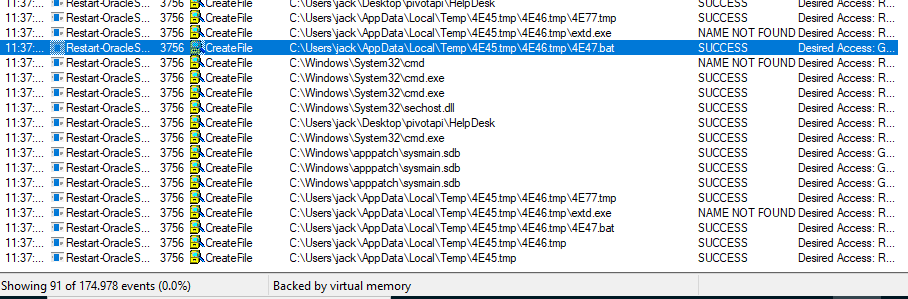 11:37:... Restart-OracleS... 3756 CreateFile C:\Users\jack\Desktop\pivotapi\HelpDesk SUCCESS Desired Access: R...
11:37:... Restart-OracleS... 3756 CreateFile C:\Users\jack\AppData\Local\Temp\4E45.tmp\4E46.tmp\4E77.tmp SUCCESS Desired Access: R...
11:37:... Restart-OracleS... 3756 CreateFile C:\Users\jack\AppData\Local\Temp\4E45.tmp\4E46.tmp\extd.exe NAME NOT FOUND Desired Access: R...
11:37:... Restart-OracleS... 3756 CreateFile C:\Users\jack\AppData\Local\Temp\4E45.tmp\4E46.tmp\4E47.bat SUCCESS Desired Access: G...
11:37:... Restart-OracleS... 3756 CreateFile C:\Windows\System32\cmd NAME NOT FOUND Desired Access: R...
11:37:... Restart-OracleS... 3756 CreateFile C:\Windows\System32\cmd.exe SUCCESS Desired Access: R...
11:37:... Restart-OracleS... 3756 CreateFile C:\Windows\System32\cmd.exe SUCCESS Desired Access: R...
11:37:... Restart-OracleS... 3756 CreateFile C:\Windows\System32\sechost.dll SUCCESS Desired Access: R...
11:37:... Restart-OracleS... 3756 CreateFile C:\Users\jack\Desktop\pivotapi\HelpDesk SUCCESS Desired Access: R...
11:37:... Restart-OracleS... 3756 CreateFile C:\Windows\System32\cmd.exe SUCCESS Desired Access: G...
11:37:... Restart-OracleS... 3756 CreateFile C:\Windows\apppatch\sysmain.sdb SUCCESS Desired Access: G...
11:37:... Restart-OracleS... 3756 CreateFile C:\Windows\apppatch\sysmain.sdb SUCCESS Desired Access: R...
11:37:... Restart-OracleS... 3756 CreateFile C:\Windows\apppatch\sysmain.sdb SUCCESS Desired Access: G...
11:37:... Restart-OracleS... 3756 CreateFile C:\Users\jack\AppData\Local\Temp\4E45.tmp\4E46.tmp\4E77.tmp SUCCESS Desired Access: R...
11:37:... Restart-OracleS... 3756 CreateFile C:\Users\jack\AppData\Local\Temp\4E45.tmp\4E46.tmp\extd.exe NAME NOT FOUND Desired Access: R...
11:37:... Restart-OracleS... 3756 CreateFile C:\Users\jack\AppData\Local\Temp\4E45.tmp\4E46.tmp\4E47.bat SUCCESS Desired Access: R...
11:37:... Restart-OracleS... 3756 CreateFile C:\Users\jack\AppData\Local\Temp\4E45.tmp\4E46.tmp SUCCESS Desired Access: R...
11:37:... Restart-OracleS... 3756 CreateFile C:\Users\jack\AppData\Local\Temp\4E45.tmp SUCCESS Desired Access: R...
Showing 91 of 174.978 events (0.0%) Backed by virtual memory